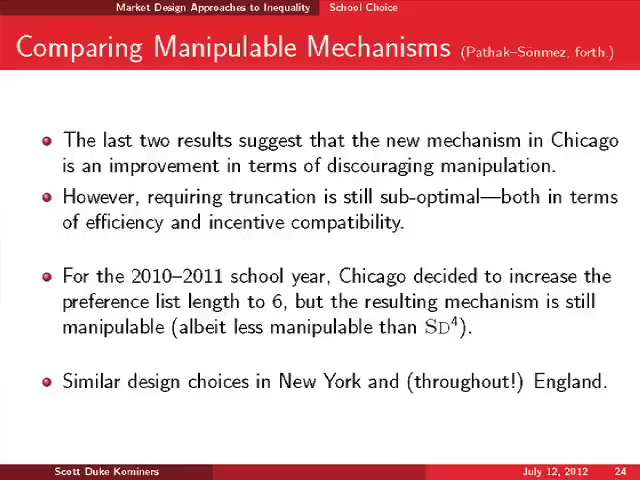 Market Design Approaches to Inequality School Choice
Comparing Manipulable Mechanisms (Pathak–Sönmez, forth.)
The last two results suggest that the new mechanism in Chicago
is an improvement in terms of discouraging manipulation.
However, requiring truncation is still sub-optimal—both in terms
of efficiency and incentive compatibility.
For the 2010–2011 school year, Chicago decided to increase the
preference list length to 6, but the resulting mechanism is still
manipulable (albeit less manipulable than SD⁴).
Similar design choices in New York and (throughout!) England.
Scott Duke Kominers July 12, 2012 24